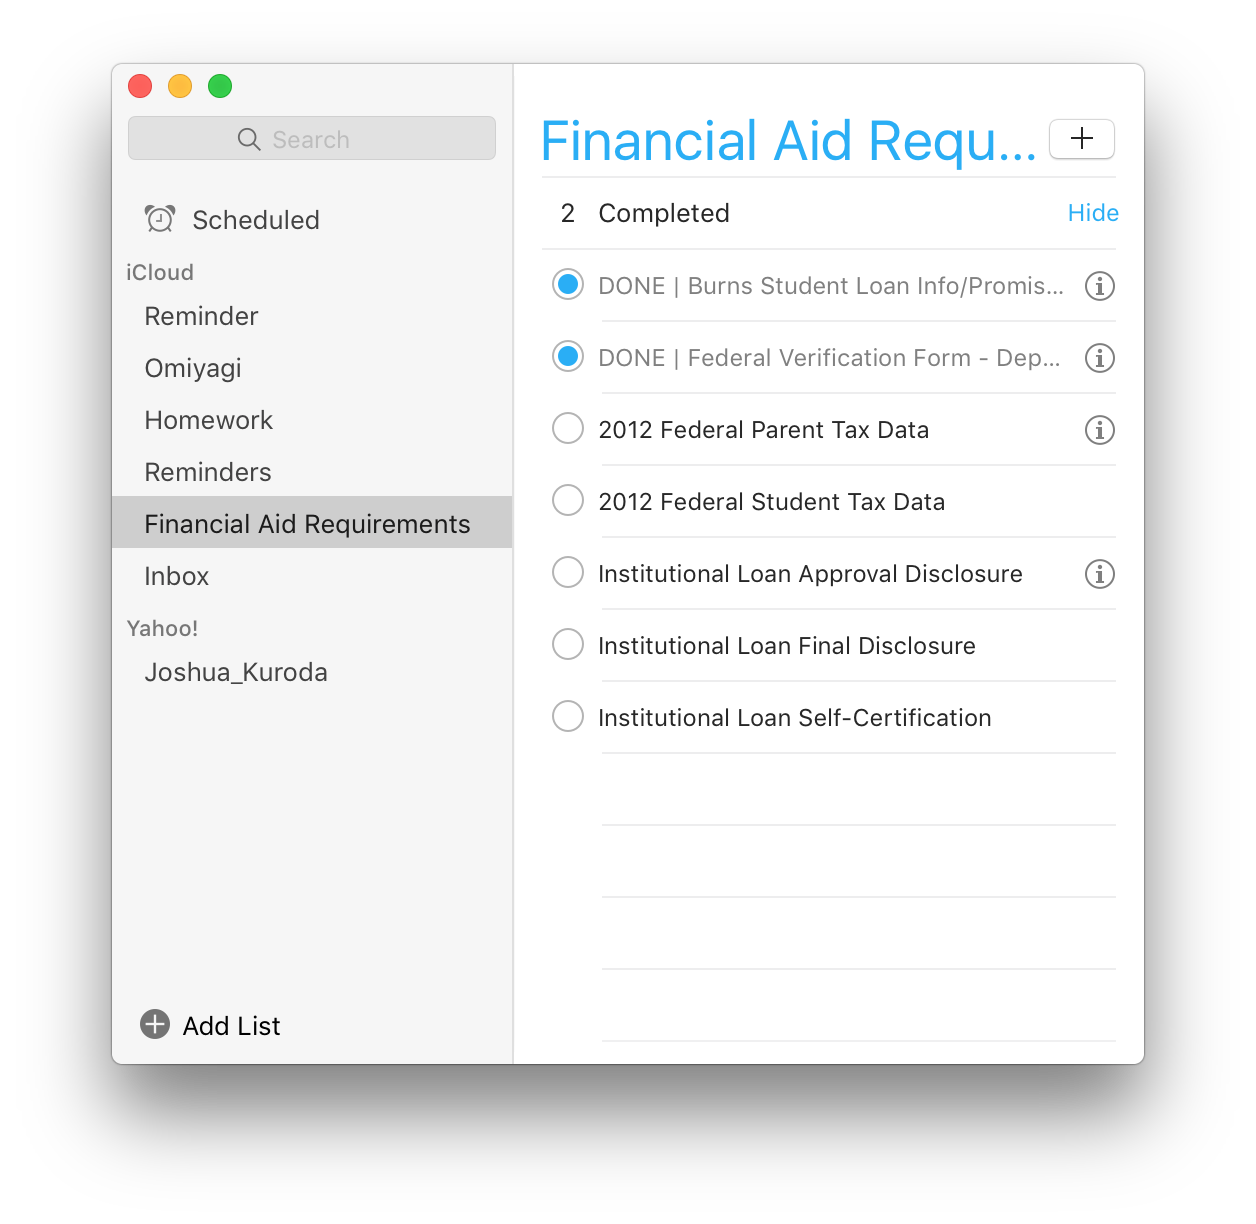 Search
Scheduled
iCloud
Reminder
Omiyagi
Homework
Reminders
Financial Aid Requirements
Inbox
Yahoo!
Joshua_Kuroda
Add List
Financial Aid Requ...
2 Completed Hide
DONE | Burns Student Loan Info/Promis...
DONE | Federal Verification Form - Dep...
2012 Federal Parent Tax Data
2012 Federal Student Tax Data
Institutional Loan Approval Disclosure
Institutional Loan Final Disclosure
Institutional Loan Self-Certification